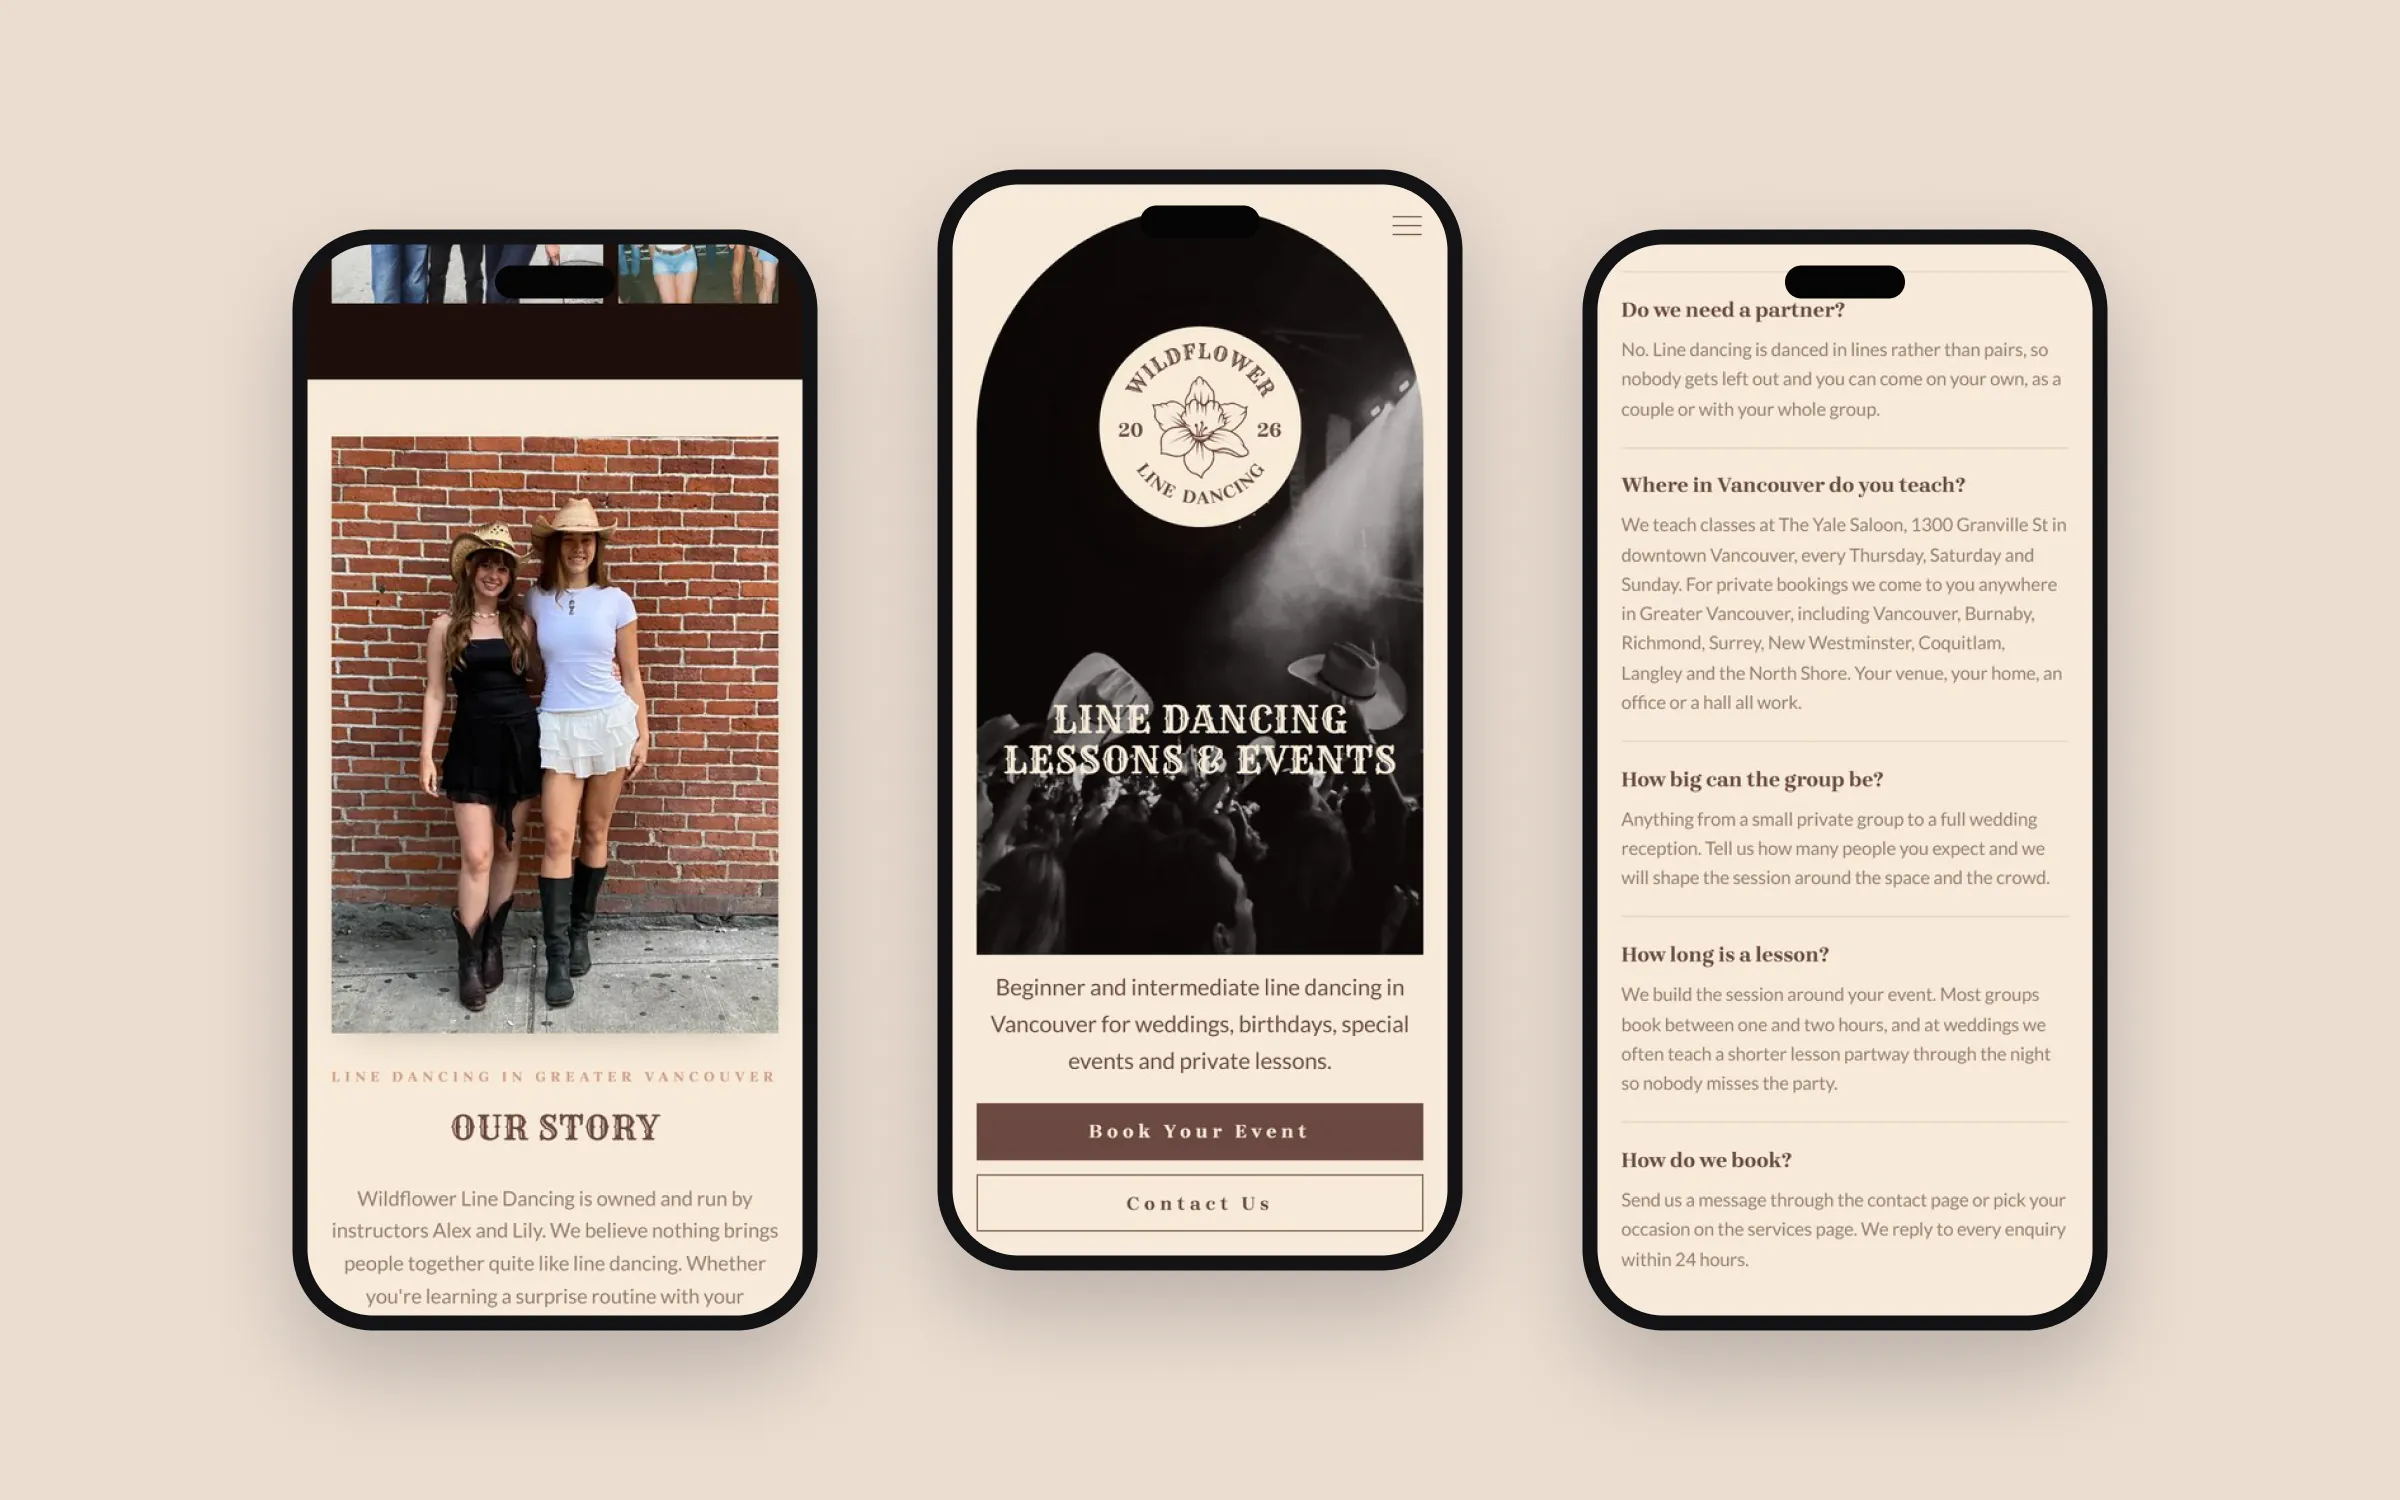 LINE DANCING IN GREATER VANCOUVER
OUR STORY
Wildflower Line Dancing is owned and run by
instructors Alex and Lily. We believe nothing brings
people together quite like line dancing. Whether
you're learning a surprise routine with your
WILDFLOWER
20 26
LINE DANCING
LINE DANCING
LESSONS & EVENTS
Beginner and intermediate line dancing in
Vancouver for weddings, birthdays, special
events and private lessons.
Book Your Event
Contact Us
Do we need a partner?
No. Line dancing is danced in lines rather than pairs, so
nobody gets left out and you can come on your own, as a
couple or with your whole group.
Where in Vancouver do you teach?
We teach classes at The Yale Saloon, 1300 Granville St in
downtown Vancouver, every Thursday, Saturday and
Sunday. For private bookings we come to you anywhere
in Greater Vancouver, including Vancouver, Burnaby,
Richmond, Surrey, New Westminster, Coquitlam,
Langley and the North Shore. Your venue, your home, an
office or a hall all work.
How big can the group be?
Anything from a small private group to a full wedding
reception. Tell us how many people you expect and we
will shape the session around the space and the crowd.
How long is a lesson?
We build the session around your event. Most groups
book between one and two hours, and at weddings we
often teach a shorter lesson partway through the night
so nobody misses the party.
How do we book?
Send us a message through the contact page or pick your
occasion on the services page. We reply to every enquiry
within 24 hours.